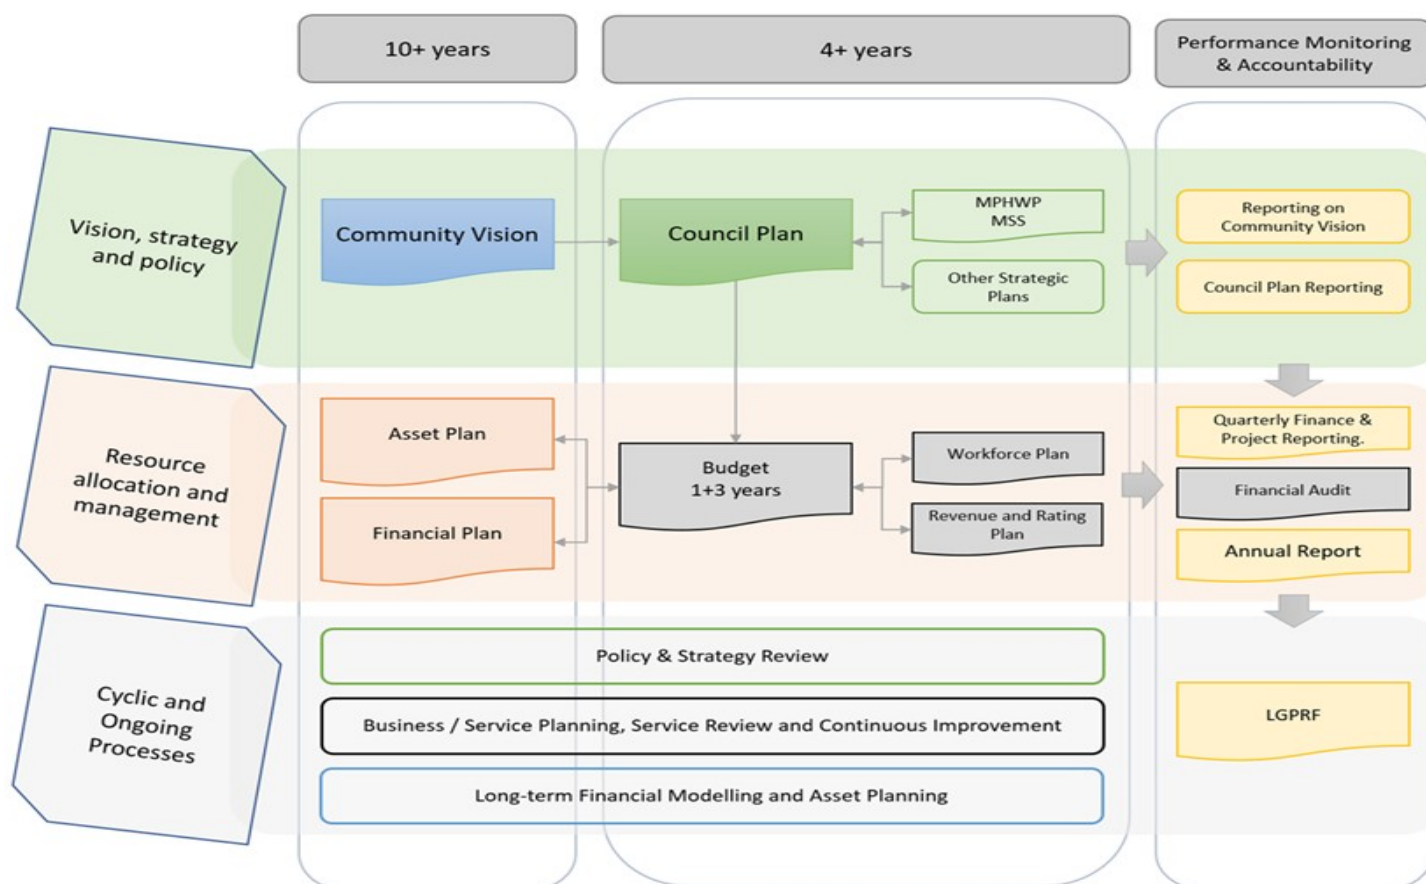 10+ years
4+ years
Performance Monitoring
& Accountability
Vision, strategy
and policy
Community Vision
Council Plan
MPHWP
MSS
Other Strategic
Plans
Reporting on
Community Vision
Council Plan Reporting
Resource
allocation and
management
Asset Plan
Financial Plan
Budget
1+3 years
Workforce Plan
Revenue and Rating
Plan
Quarterly Finance &
Project Reporting.
Financial Audit
Annual Report
Cyclic and
Ongoing
Processes
Policy & Strategy Review
Business / Service Planning, Service Review and Continuous Improvement
Long-term Financial Modelling and Asset Planning
LGPRF